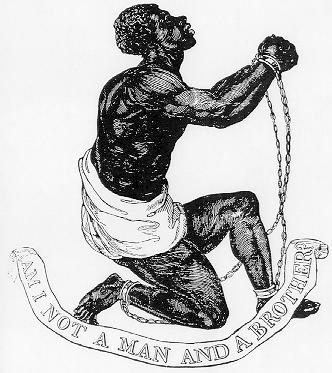 AM I NOT A MAN AND A BROTHER?